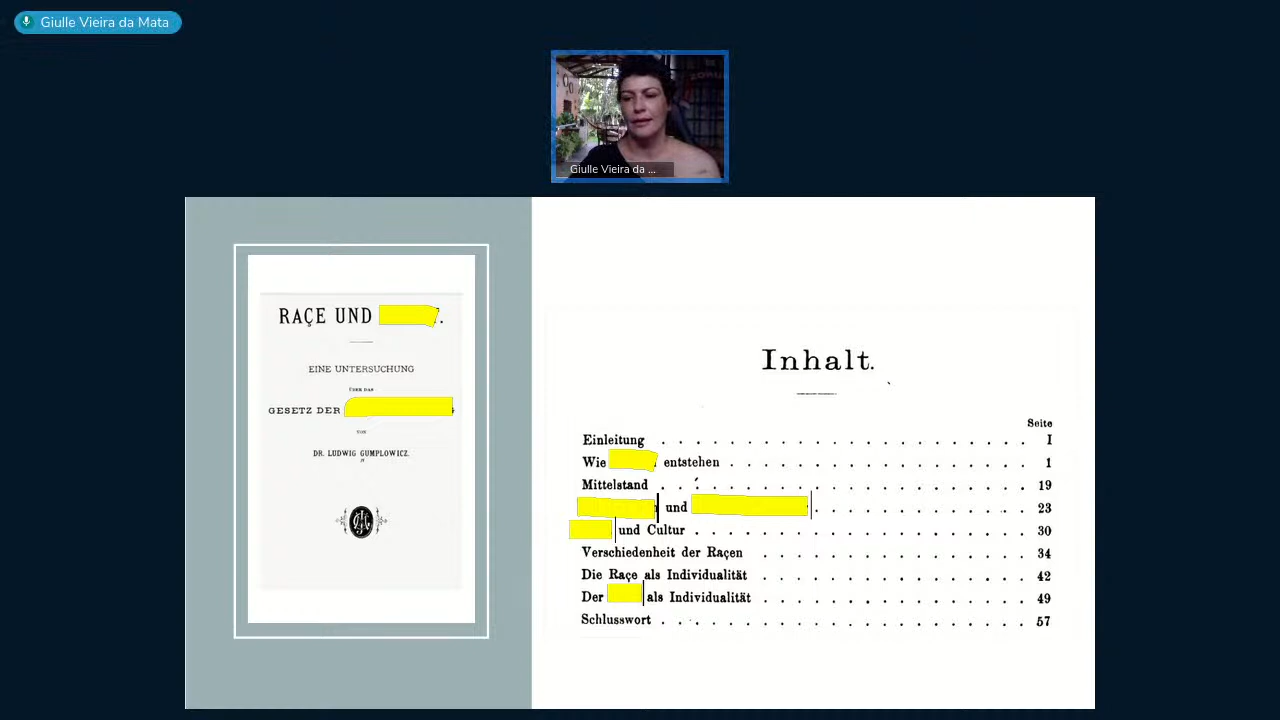 Giulle Vieira da Mata
Giulle Vieira da ...
RAÇE UND
EINE UNTERSUCHUNG
ÜBER DAS
GESETZ DER
VON
DR. LUDWIG GUMPLOWICZ.
Inhalt.
Seite
Einleitung . . . . . . . . . . . . . . . . . . . . . I
Wie entstehen . . . . . . . . . . . . . . . . . 1
Mittelstand . . . . . . . . . . . . . . . . . . . . . 19
und . . . . . . . . . . . . . 23
und Cultur . . . . . . . . . . . . . . . . . . . 30
Verschiedenheit der Raçen . . . . . . . . . . . . . . . 34
Die Raçe als Individualität . . . . . . . . . . . . . . . 42
Der als Individualität . . . . . . . . . . . . . . . 49
Schlusswort . . . . . . . . . . . . . . . . . . . . . 57